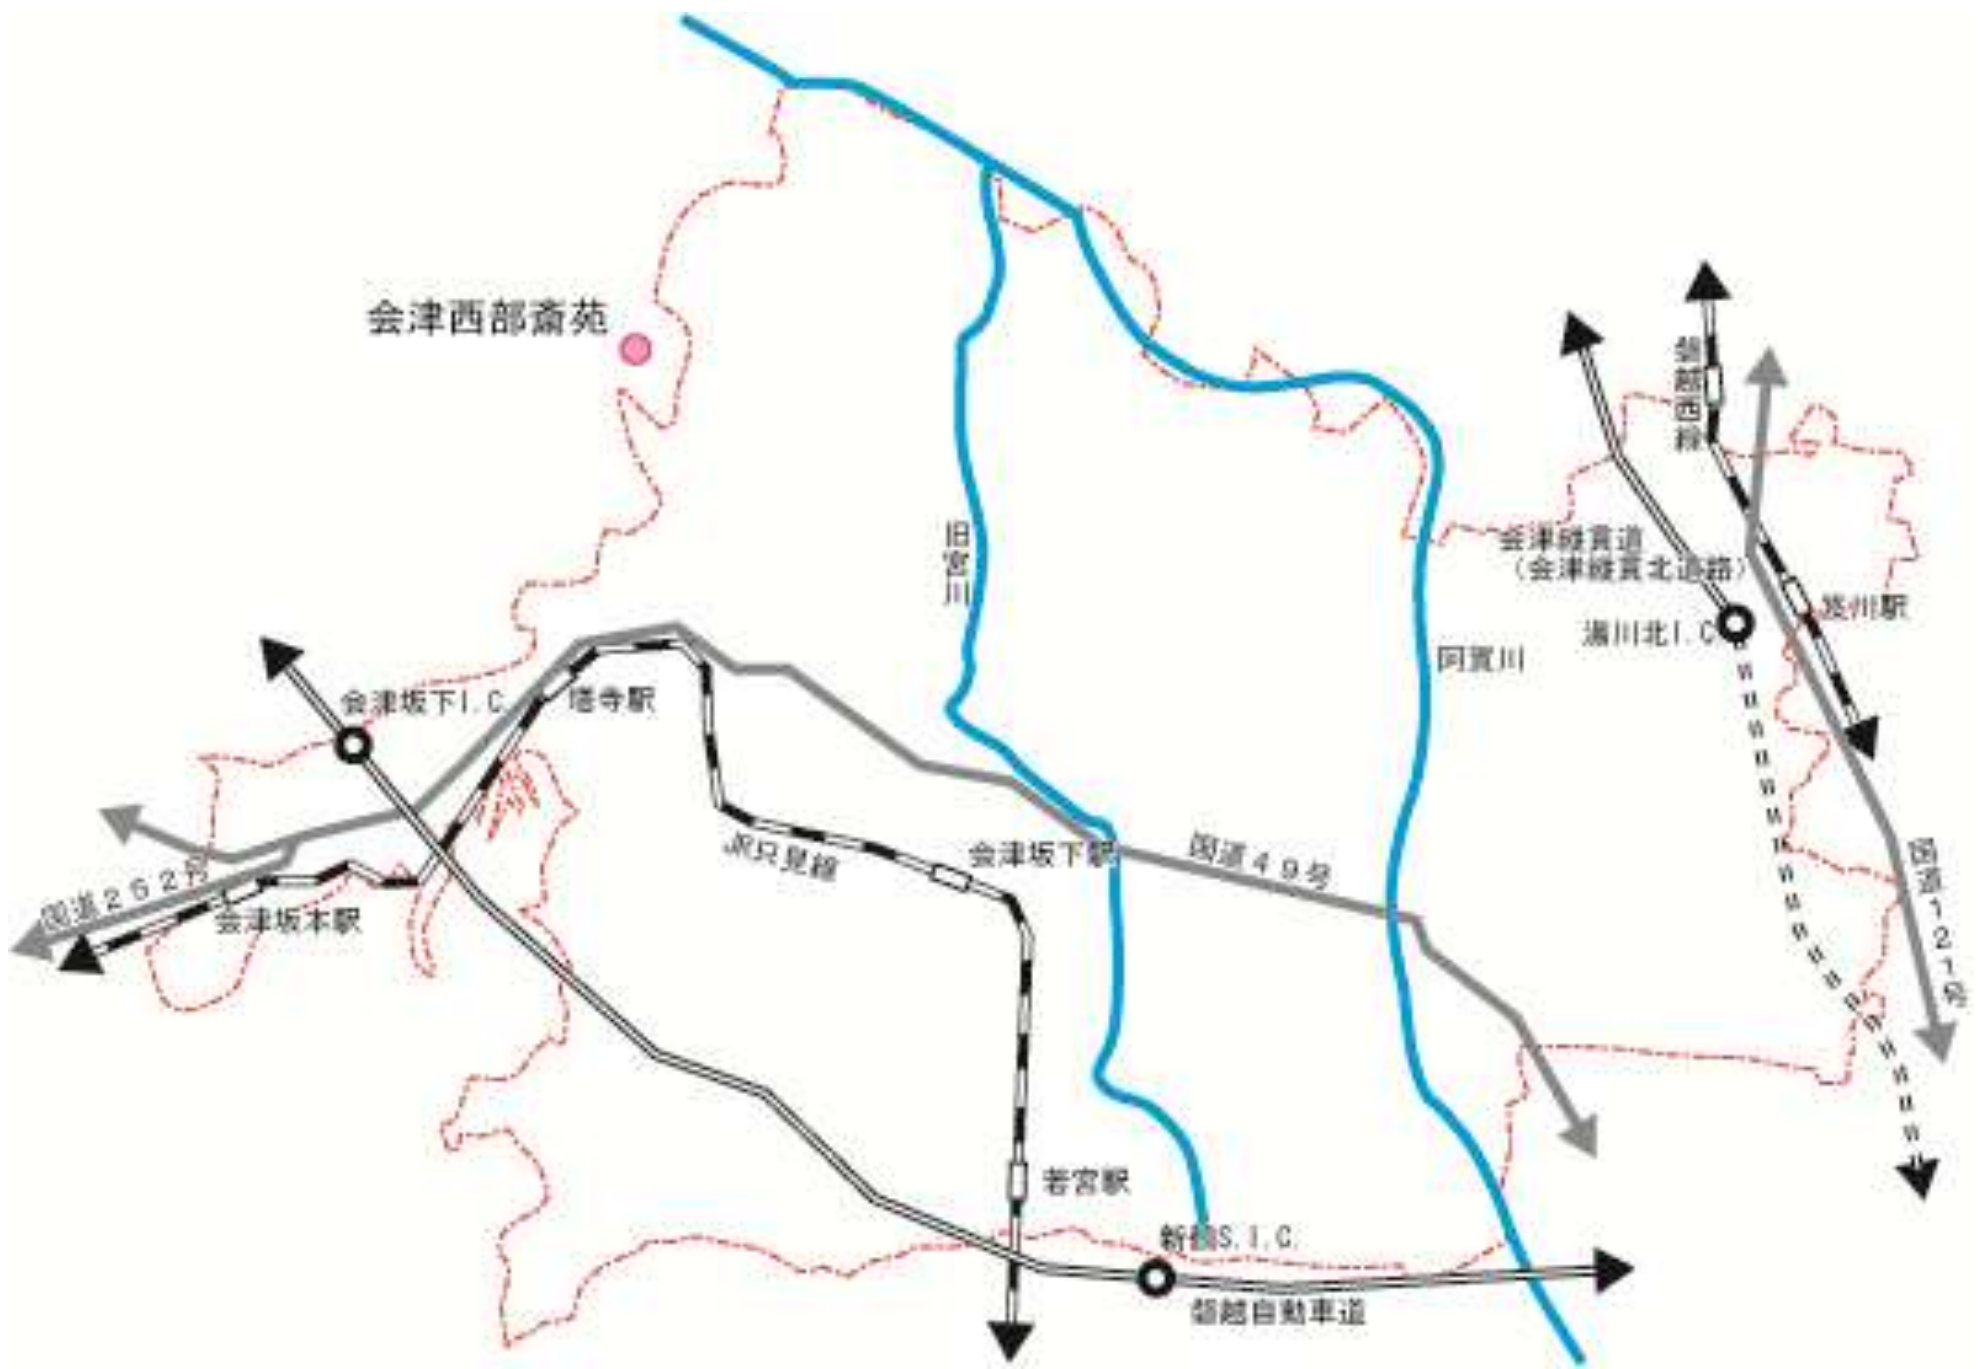 会津西部斎苑
磐越西線
旧宮川
会津縦貫道
（会津縦貫北道路）
笈川駅
湯川北I.C
阿賀川
会津坂下I.C.
塔寺駅
JR只見線
会津坂下駅
国道49号
国道121号
国道252号
会津坂本駅
若宮駅
新鶴S.I.C.
磐越自動車道